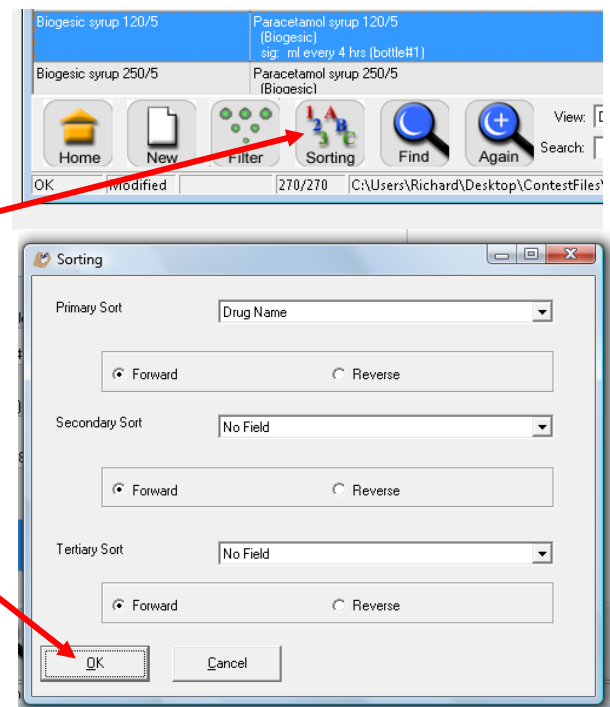 Biogesic syrup 120/5 Paracetamol syrup 120/5
(Biogesic)
sig: ml every 4 hrs (bottle#1)
Biogesic syrup 250/5 Paracetamol syrup 250/5
(Biogesic)
Home New Filter Sorting Find Again View:
Search:
OK Modified 270/270 C:\Users\Richard\Desktop\ContestFiles\
Sorting
Primary Sort Drug Name
Forward Reverse
Secondary Sort No Field
Forward Reverse
Tertiary Sort No Field
Forward Reverse
OK Cancel